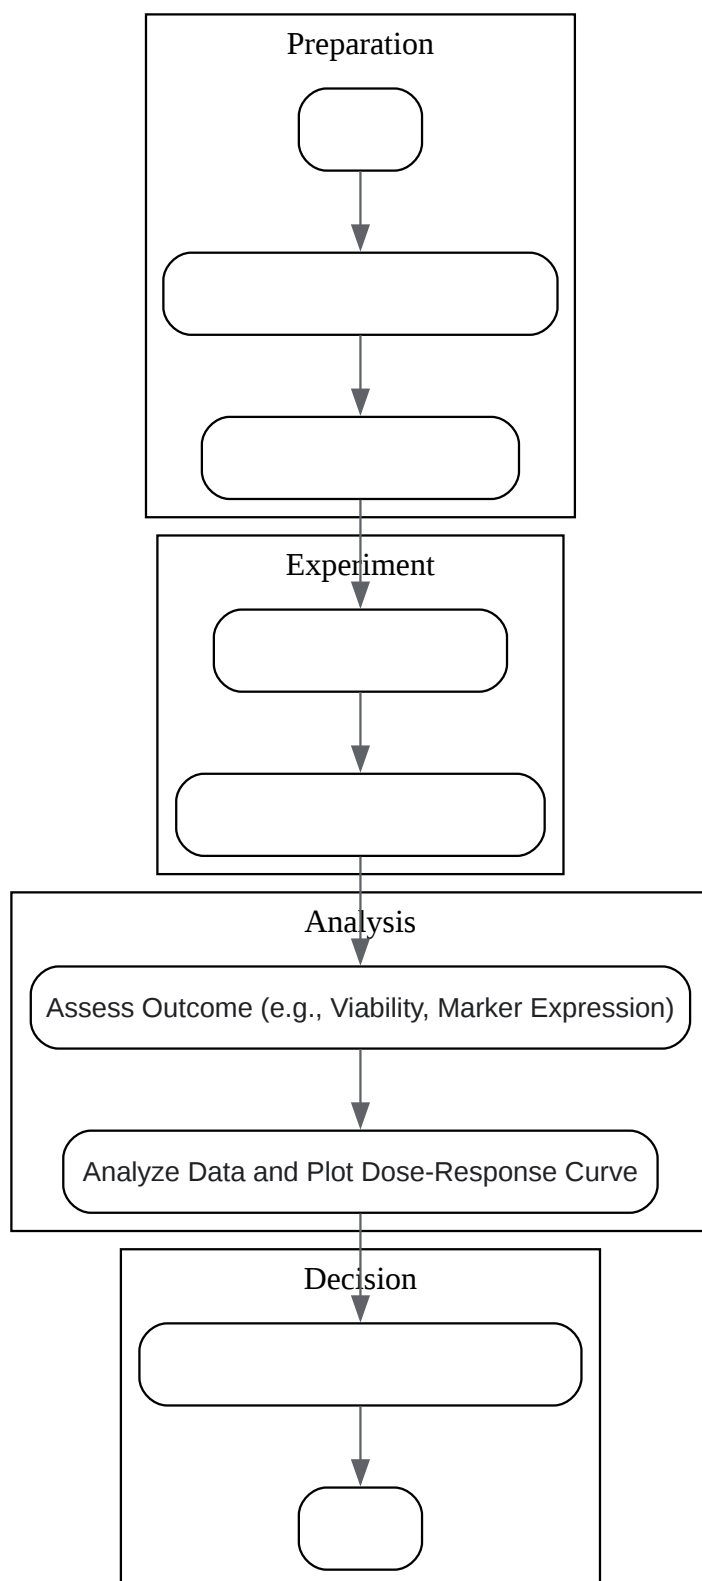 Preparation
Experiment
Analysis
Assess Outcome (e.g., Viability, Marker Expression)
Analyze Data and Plot Dose-Response Curve
Decision